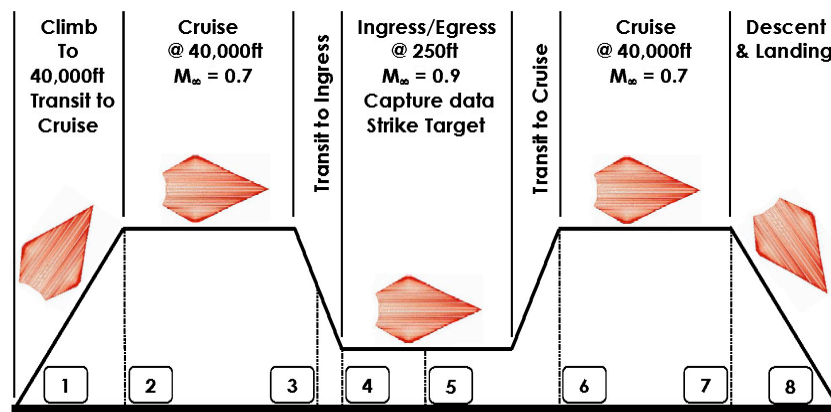 Climb
To
40,000ft
Transit to
Cruise
Cruise
@ 40,000ft
M∞ = 0.7
Transit to Ingress
Ingress/Egress
@ 250ft
M∞ = 0.9
Capture data
Strike Target
Transit to Cruise
Cruise
@ 40,000ft
M∞ = 0.7
Descent
& Landing
1
2
3
4
5
6
7
8